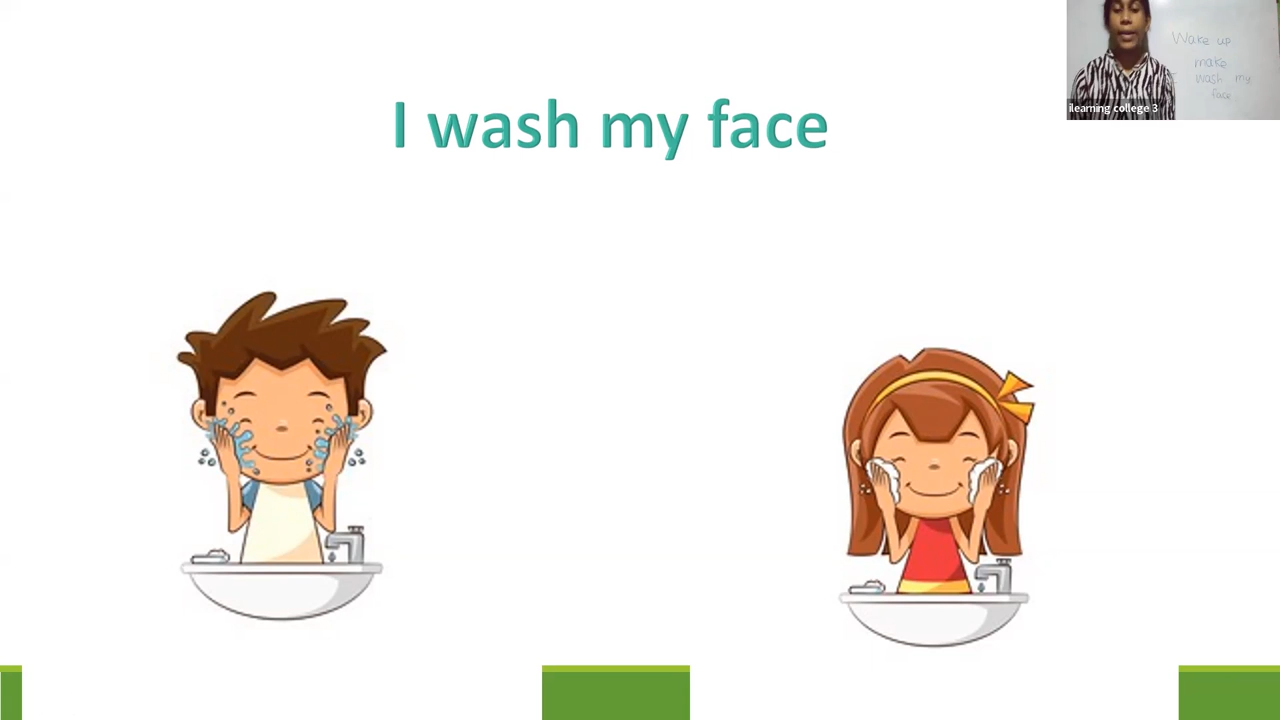 I wash my face
Wake up
make
I wash my
face
ilearning college 3